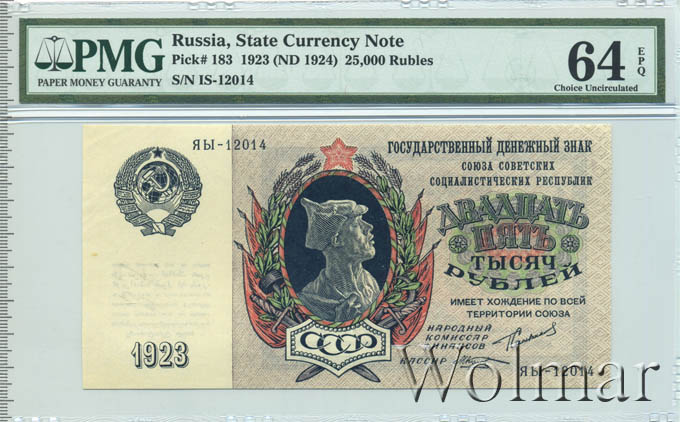 PMG
PAPER MONEY GUARANTY
Russia, State Currency Note
Pick# 183 1923 (ND 1924) 25,000 Rubles
S/N IS-12014
64
EPQ
Choice Uncirculated
ЯЫ-12014
ГОСУДАРСТВЕННЫЙ ДЕНЕЖНЫЙ ЗНАК
СОЮЗА СОВЕТСКИХ
СОЦИАЛИСТИЧЕСКИХ РЕСПУБЛИК
ДВАДЦАТЬ
ПЯТЬ
ТЫСЯЧ
РУБЛЕЙ
ИМЕЕТ ХОЖДЕНИЕ ПО ВСЕЙ
ТЕРРИТОРИИ СОЮЗА
НАРОДНЫЙ
КОМИССАР
ФИНАНСОВ
КАССИР
ЯЫ-12014
1923
СССР
Wolmar